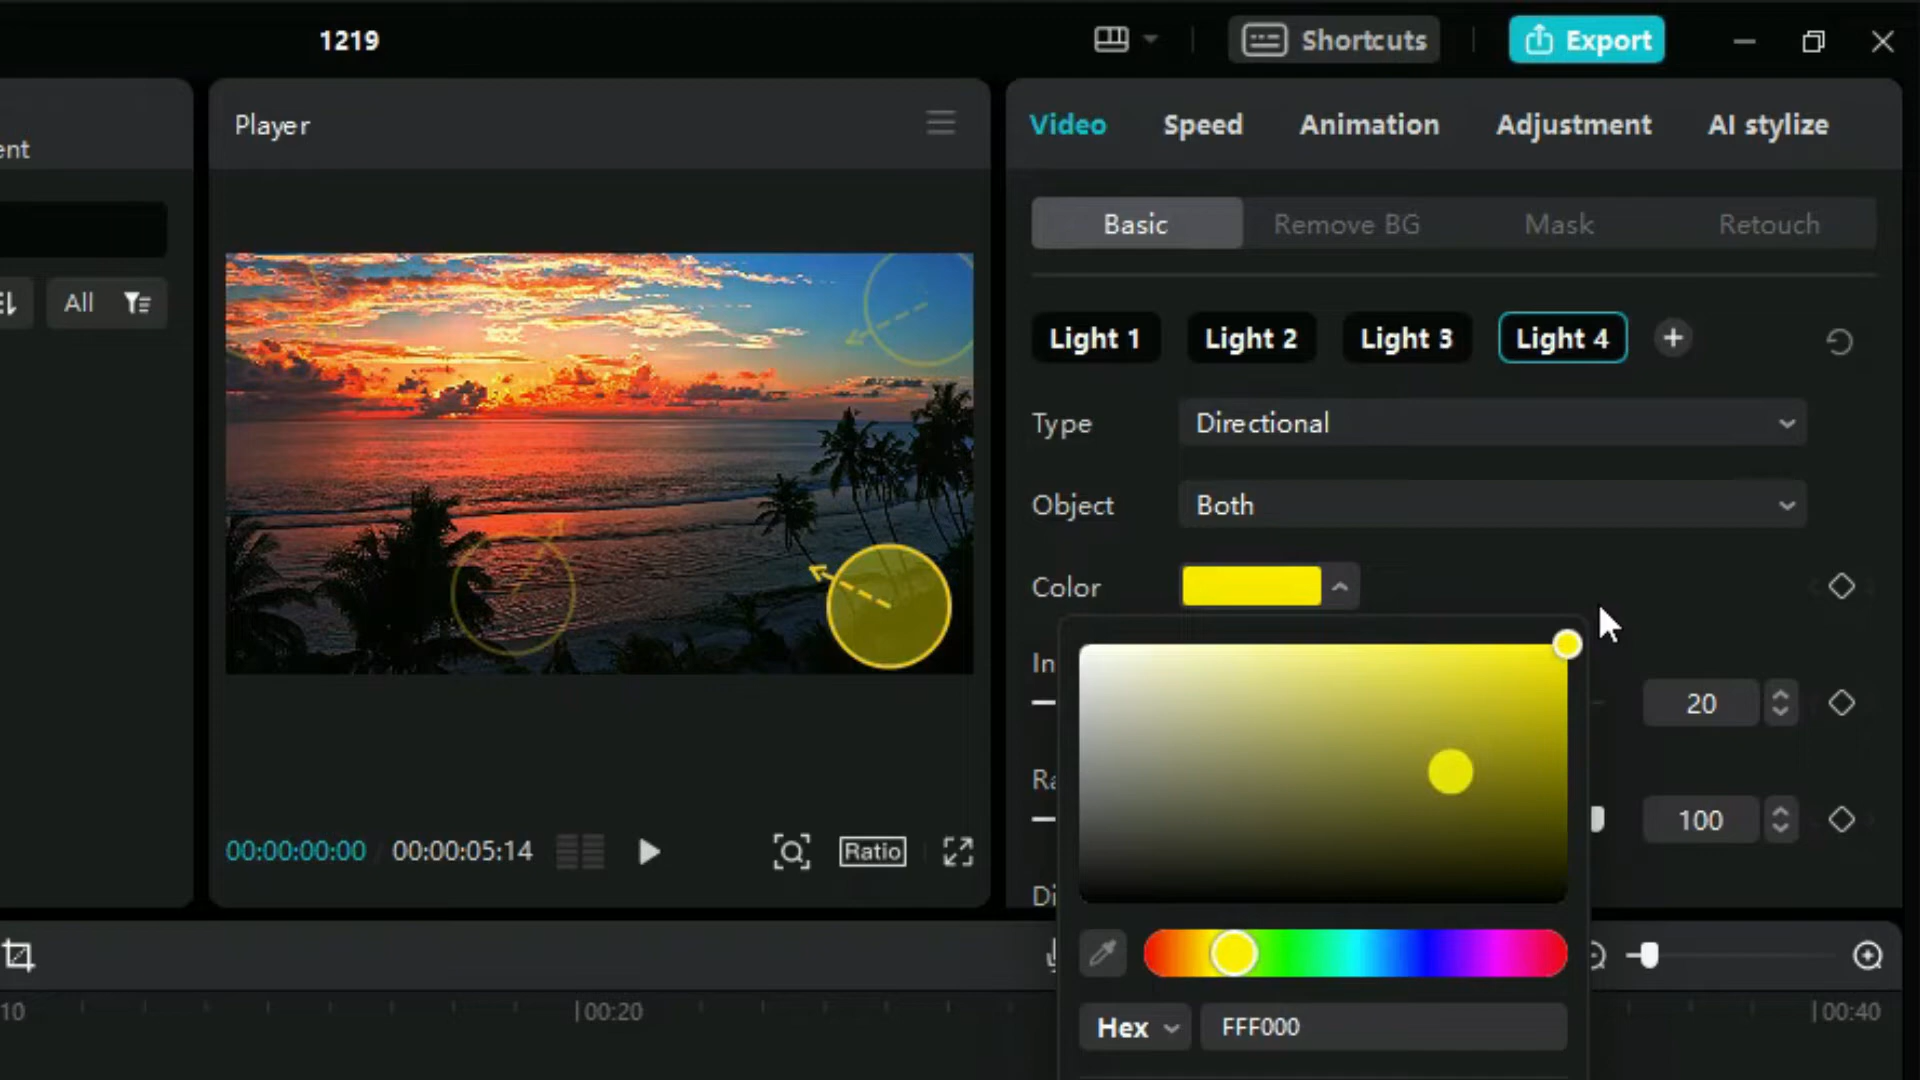 1219
Shortcuts
Export
ent
Player
Video
Speed
Animation
Adjustment
AI stylize
Basic
Remove BG
Mask
Retouch
All
Light 1
Light 2
Light 3
Light 4
Type
Directional
Object
Both
Color
In
20
Ra
100
Di
00:00:00:00
00:00:05:14
Ratio
Hex
FFF000
10
00:20
00:40